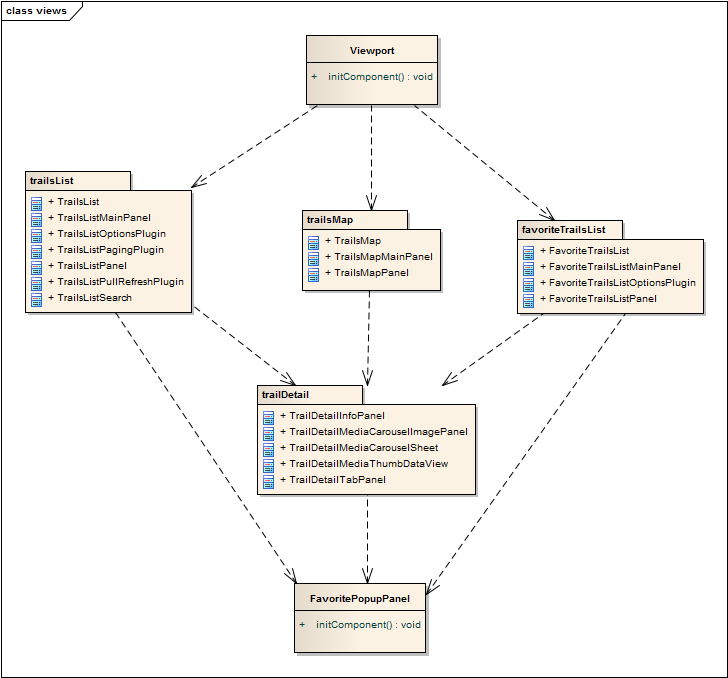 class views
Viewport
+ initComponent() : void
trailsList
+ TrailsList
+ TrailsListMainPanel
+ TrailsListOptionsPlugin
+ TrailsListPagingPlugin
+ TrailsListPanel
+ TrailsListPullRefreshPlugin
+ TrailsListSearch
trailsMap
+ TrailsMap
+ TrailsMapMainPanel
+ TrailsMapPanel
favoriteTrailsList
+ FavoriteTrailsList
+ FavoriteTrailsListMainPanel
+ FavoriteTrailsListOptionsPlugin
+ FavoriteTrailsListPanel
trailDetail
+ TrailDetailInfoPanel
+ TrailDetailMediaCarouselImagePanel
+ TrailDetailMediaCarouselSheet
+ TrailDetailMediaThumbDataView
+ TrailDetailTabPanel
FavoritePopupPanel
+ initComponent() : void